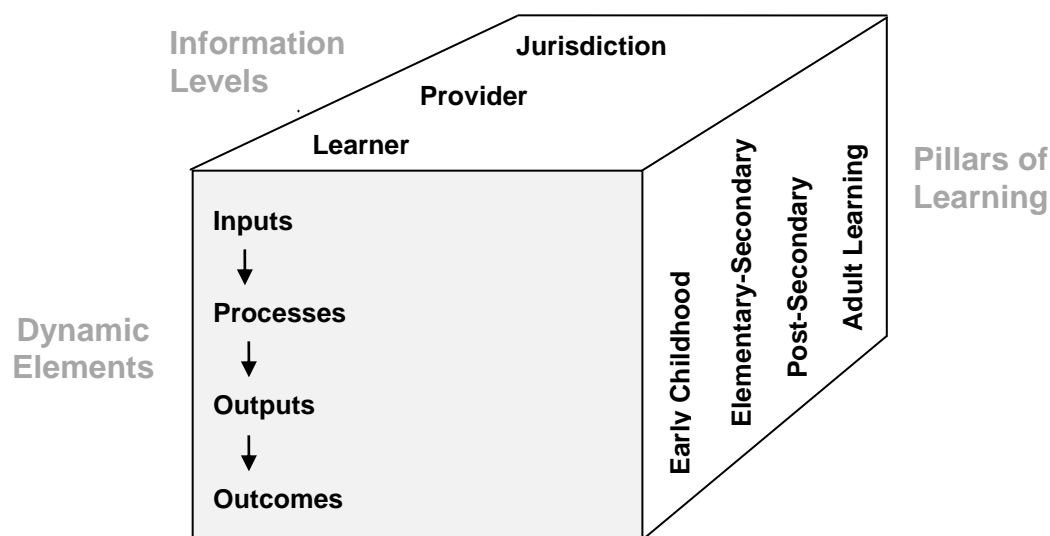 Information
Levels
Jurisdiction
Provider
Learner
Inputs
Processes
Outputs
Outcomes
Dynamic
Elements
Early Childhood
Elementary-Secondary
Post-Secondary
Adult Learning
Pillars of
Learning